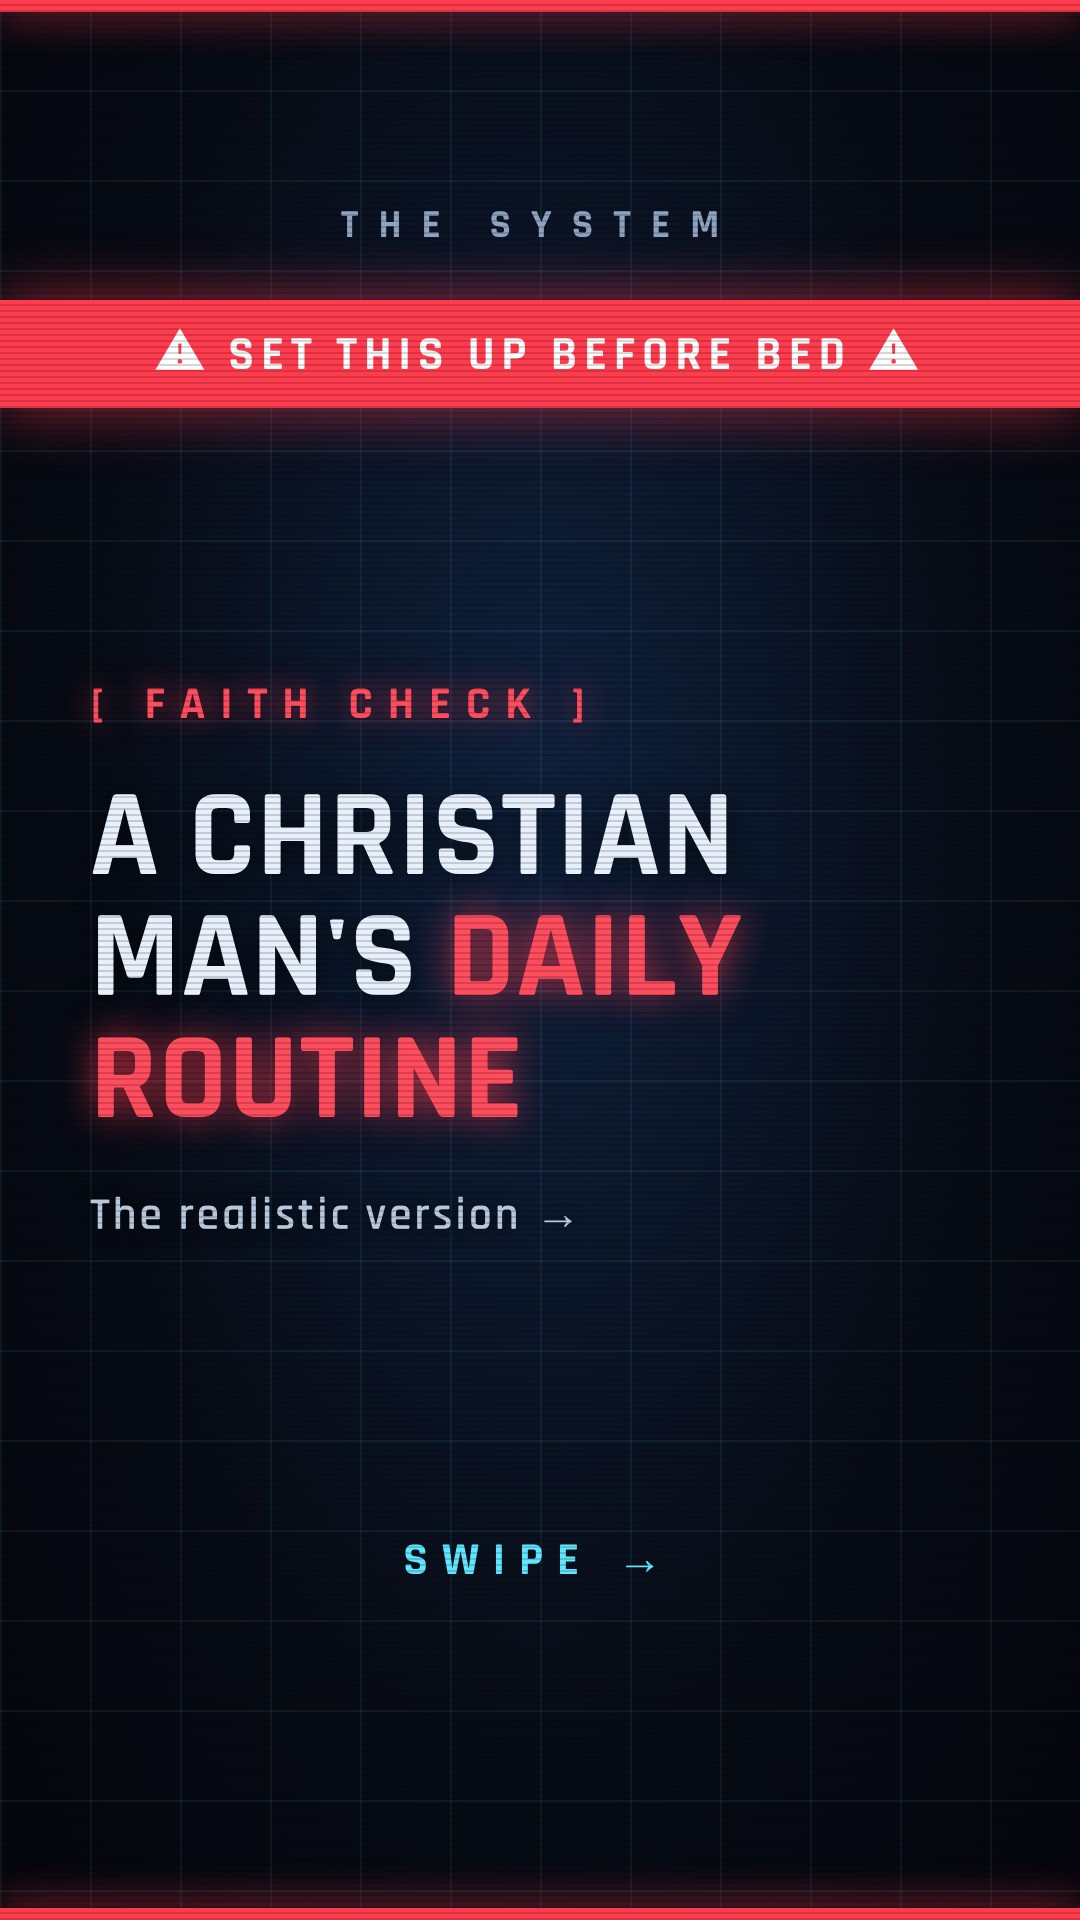 THE SYSTEM
⚠ SET THIS UP BEFORE BED ⚠
[ FAITH CHECK ]
A CHRISTIAN
MAN'S DAILY
ROUTINE
The realistic version →
SWIPE →